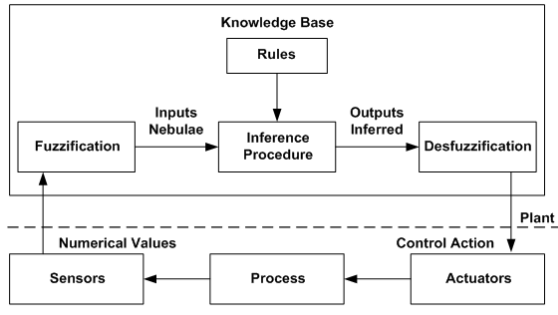 Knowledge Base
Rules
Inputs
Nebulae
Outputs
Inferred
Fuzzification
Inference
Procedure
Desfuzzification
Plant
Numerical Values
Control Action
Sensors
Process
Actuators